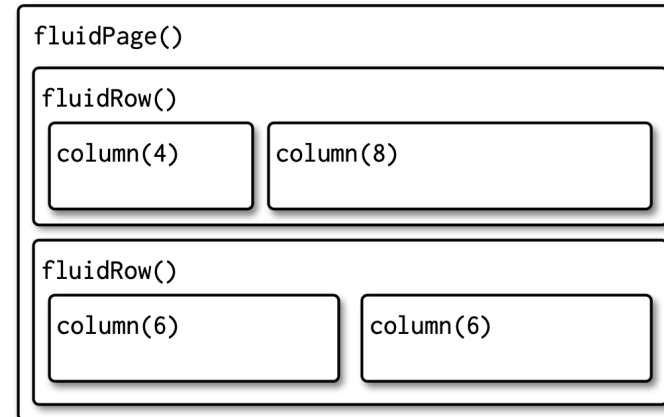 fluidPage()
fluidRow()
column(4) column(8)
fluidRow()
column(6) column(6)